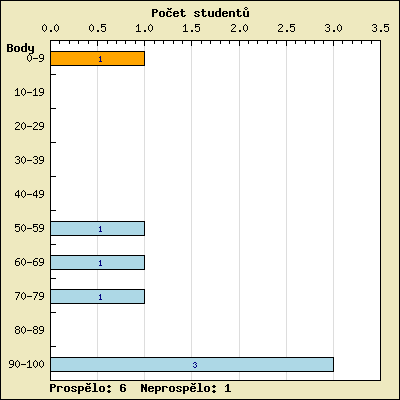 Počet studentů
0.0 0.5 1.0 1.5 2.0 2.5 3.0 3.5
Body
0-9 1
10-19
20-29
30-39
40-49
50-59 1
60-69 1
70-79 1
80-89
90-100 3
Prospělo: 6 Neprospělo: 1